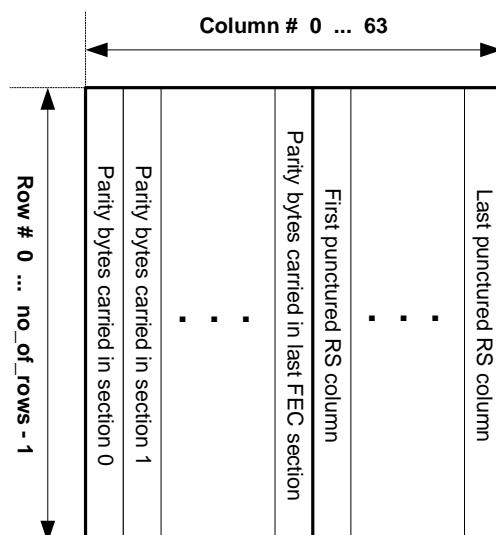 Column # 0 ... 63
Row # 0 ... no_of_rows - 1
Parity bytes carried in section 0
Parity bytes carried in section 1
. . .
Parity bytes carried in last FEC section
First punctured RS column
. . .
Last punctured RS column